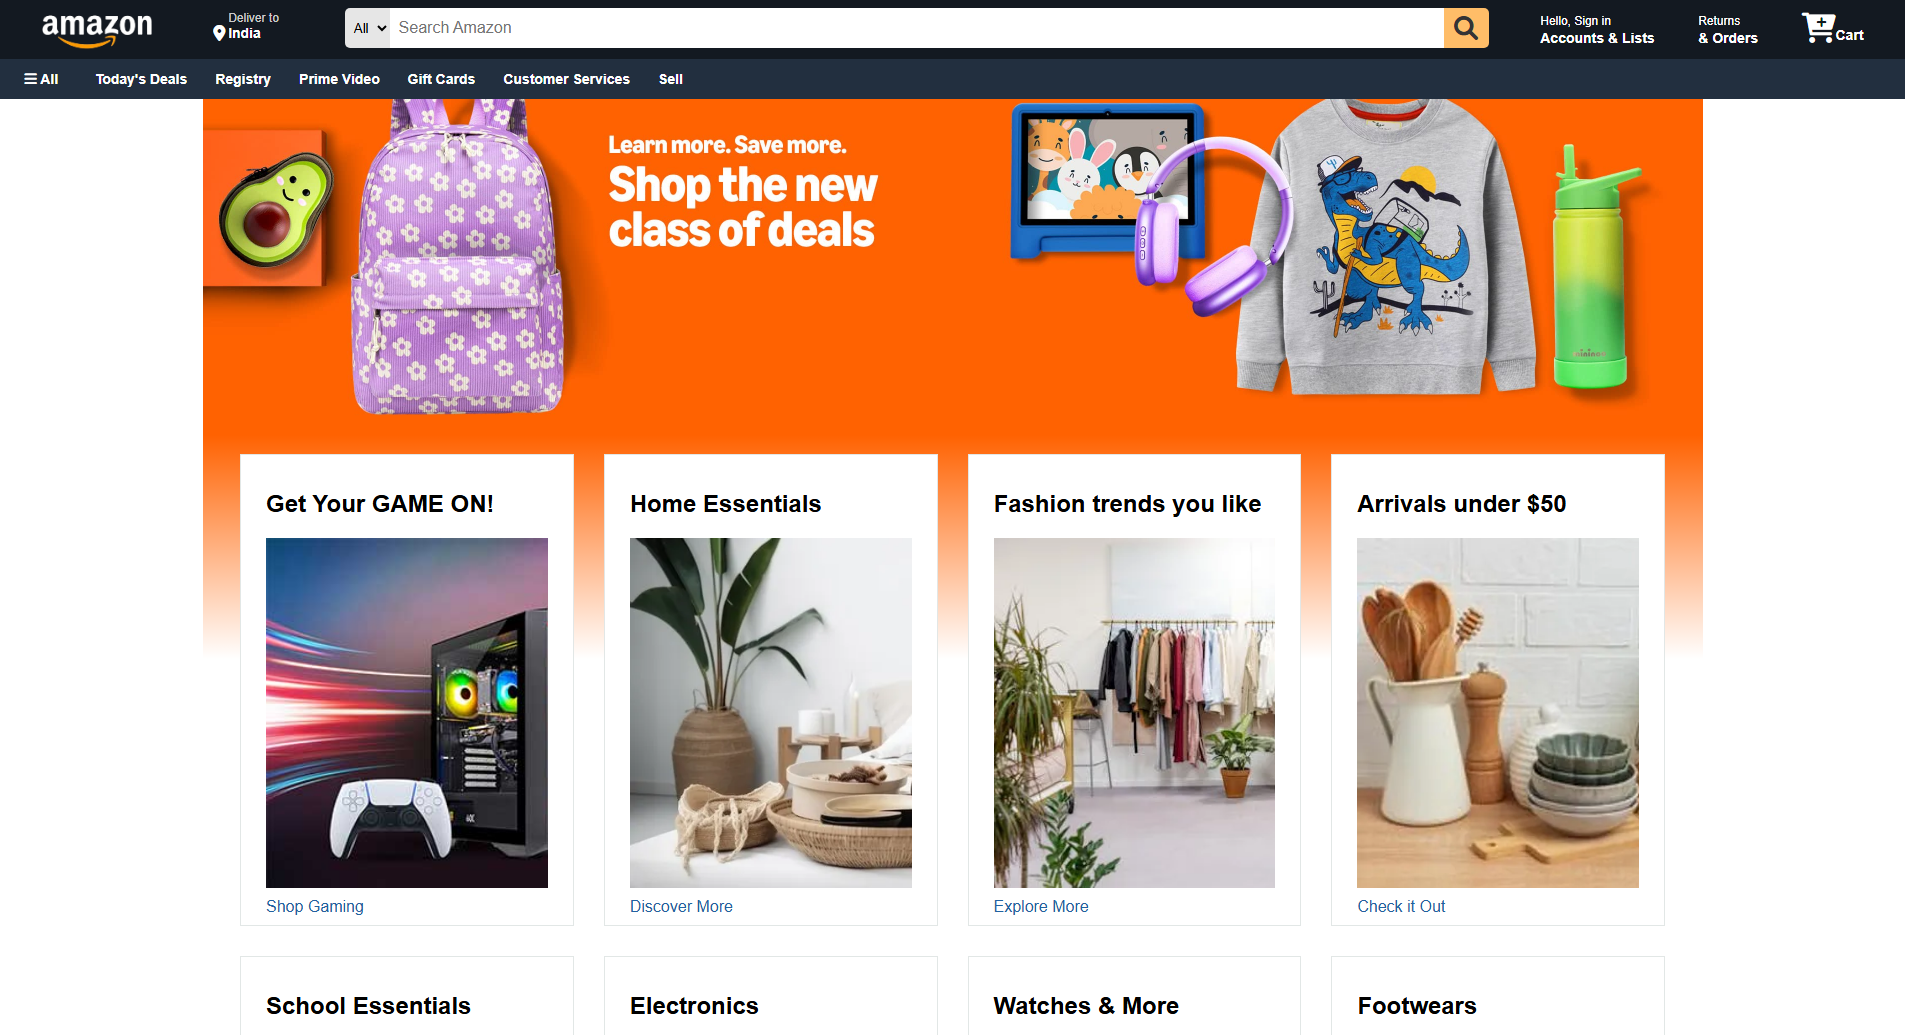 amazon
Deliver to
India
All
Search Amazon
Hello, Sign in
Accounts & Lists
Returns
& Orders
Cart
All
Today's Deals
Registry
Prime Video
Gift Cards
Customer Services
Sell
Learn more. Save more.
Shop the new
class of deals
Get Your GAME ON!
Home Essentials
Fashion trends you like
Arrivals under $50
Shop Gaming
Discover More
Explore More
Check it Out
School Essentials
Electronics
Watches & More
Footwears